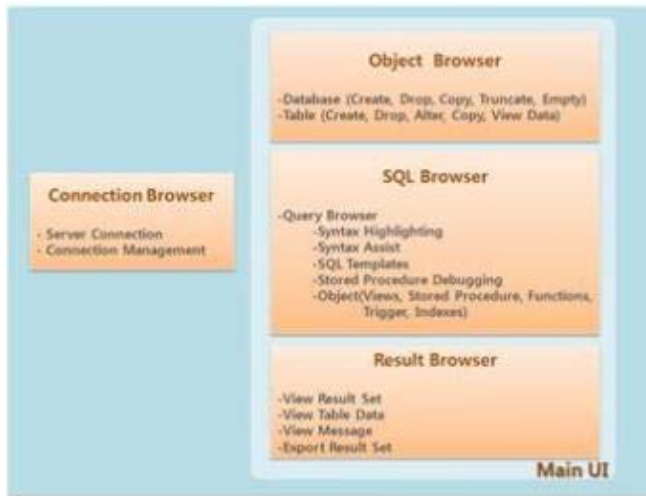 Object Browser
-Database (Create, Drop, Copy, Truncate, Empty)
-Table (Create, Drop, Alter, Copy, View Data)
Connection Browser
- Server Connection
- Connection Management
SQL Browser
-Query Browser
-Syntax Highlighting
-Syntax Assist
-SQL Templates
-Stored Procedure Debugging
-Object(Views, Stored Procedure, Functions,
Trigger, Indexes)
Result Browser
-View Result Set
-View Table Data
-View Message
-Export Result Set
Main UI